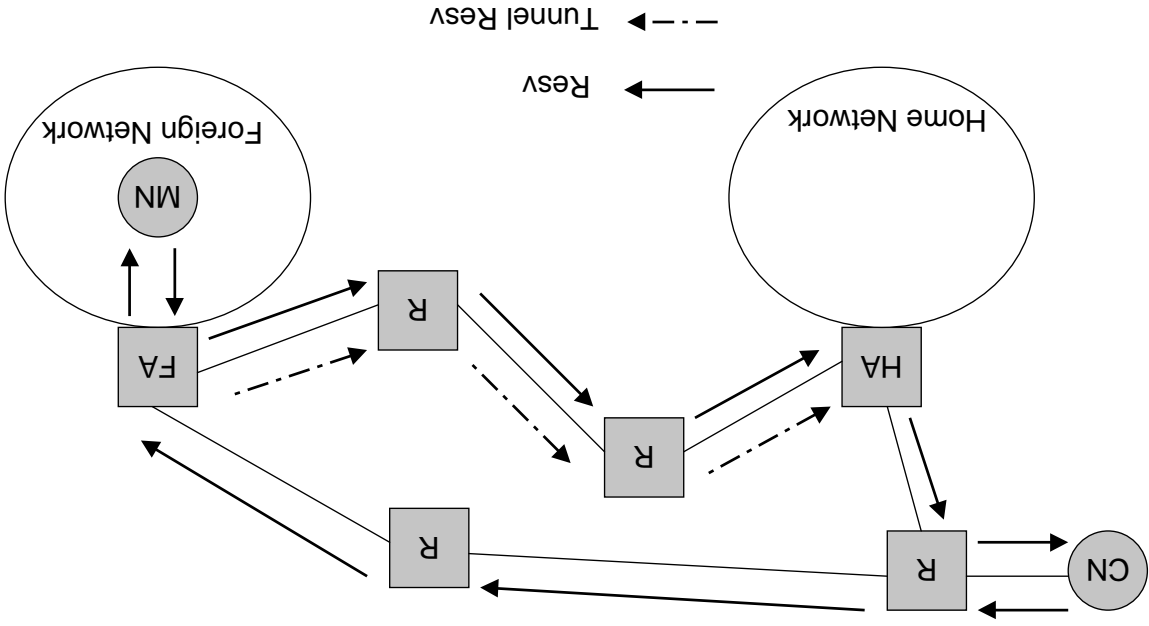 CN
R
R
R
HA
FA
R
MN
Home Network
Foreign Network
Resv
Tunnel Resv